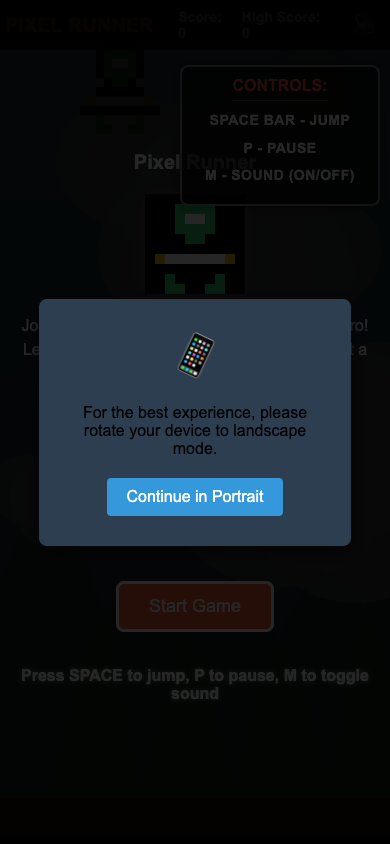 PIXEL RUNNER
Score: 0
High Score: 0
CONTROLS:
SPACE BAR - JUMP
P - PAUSE
M - SOUND (ON/OFF)
Pixel Runner
Jo
ro!
Le
t a
For the best experience, please
rotate your device to landscape
mode.
Continue in Portrait
Start Game
Press SPACE to jump, P to pause, M to toggle
sound